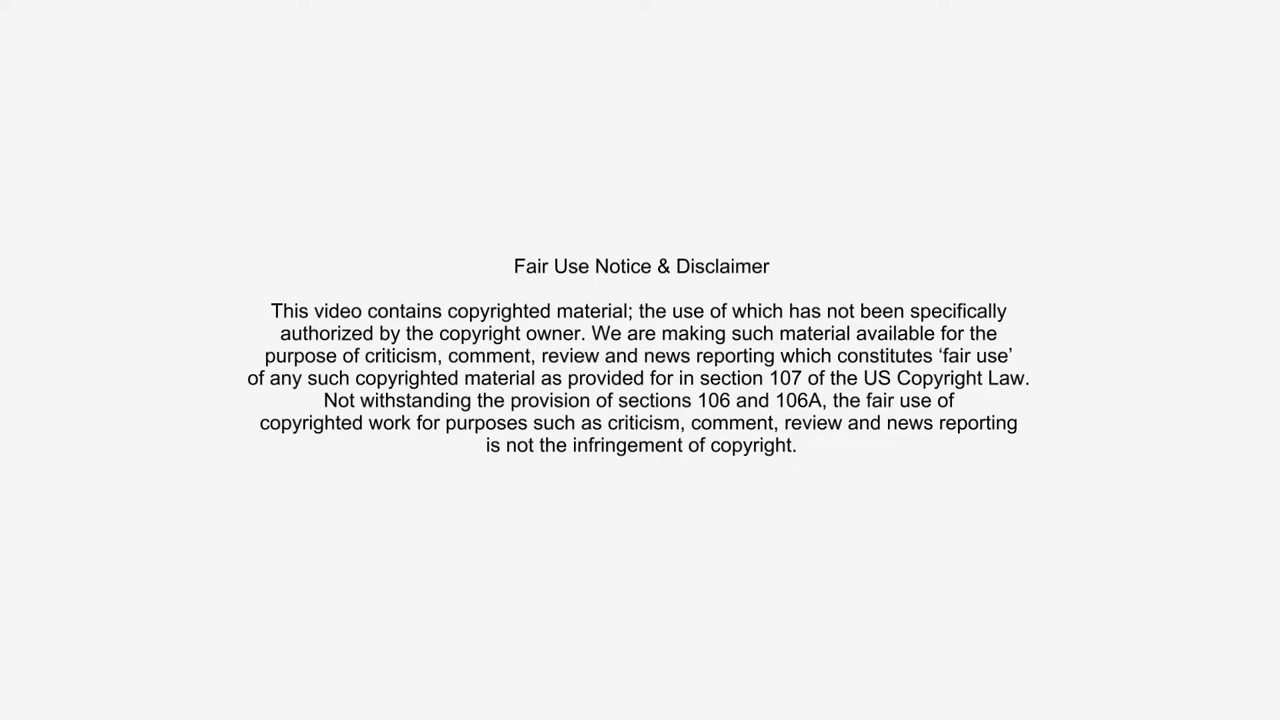 Fair Use Notice & Disclaimer
This video contains copyrighted material; the use of which has not been specifically
authorized by the copyright owner. We are making such material available for the
purpose of criticism, comment, review and news reporting which constitutes ‘fair use’
of any such copyrighted material as provided for in section 107 of the US Copyright Law.
Not withstanding the provision of sections 106 and 106A, the fair use of
copyrighted work for purposes such as criticism, comment, review and news reporting
is not the infringement of copyright.